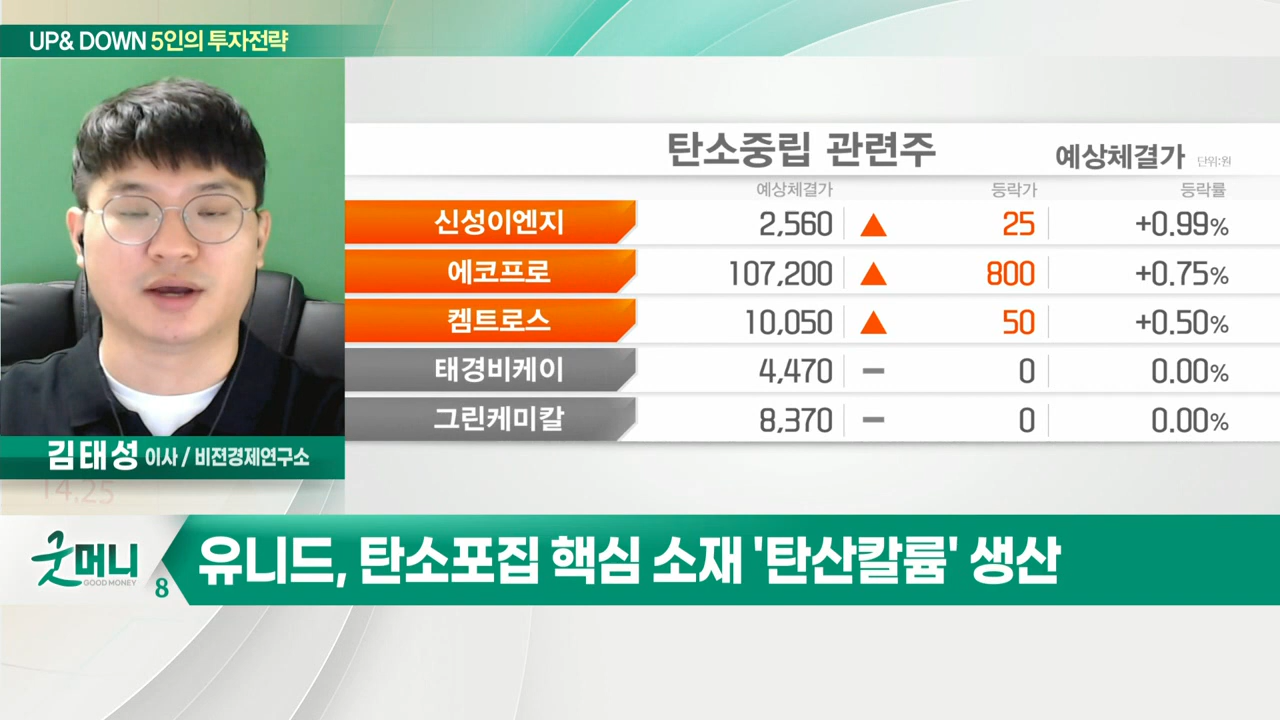 UP& DOWN 5인의 투자전략
탄소중립 관련주
예상체결가 단위:원
예상체결가 등락가 등락률
신성이엔지 2,560 ▲ 25 +0.99%
에코프로 107,200 ▲ 800 +0.75%
켐트로스 10,050 ▲ 50 +0.50%
태경비케이 4,470 － 0 0.00%
그린케미칼 8,370 － 0 0.00%
김태성 이사 / 비젼경제연구소
14.25
굿머니
GOOD MONEY
8
유니드, 탄소포집 핵심 소재 '탄산칼륨' 생산